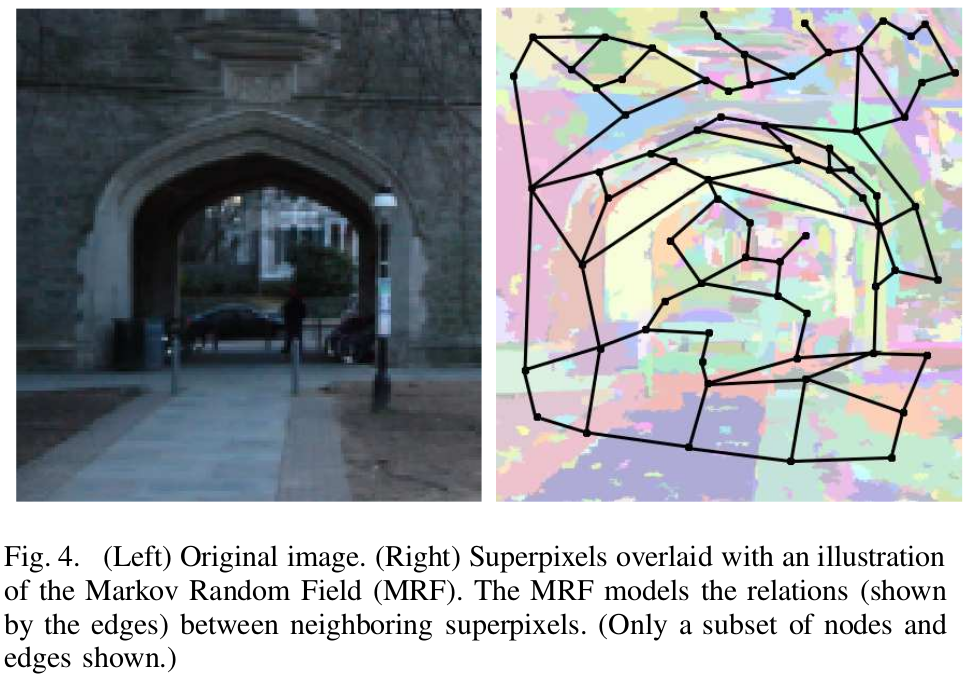 Fig. 4. (Left) Original image. (Right) Superpixels overlaid with an illustration
of the Markov Random Field (MRF). The MRF models the relations (shown
by the edges) between neighboring superpixels. (Only a subset of nodes and
edges shown.)